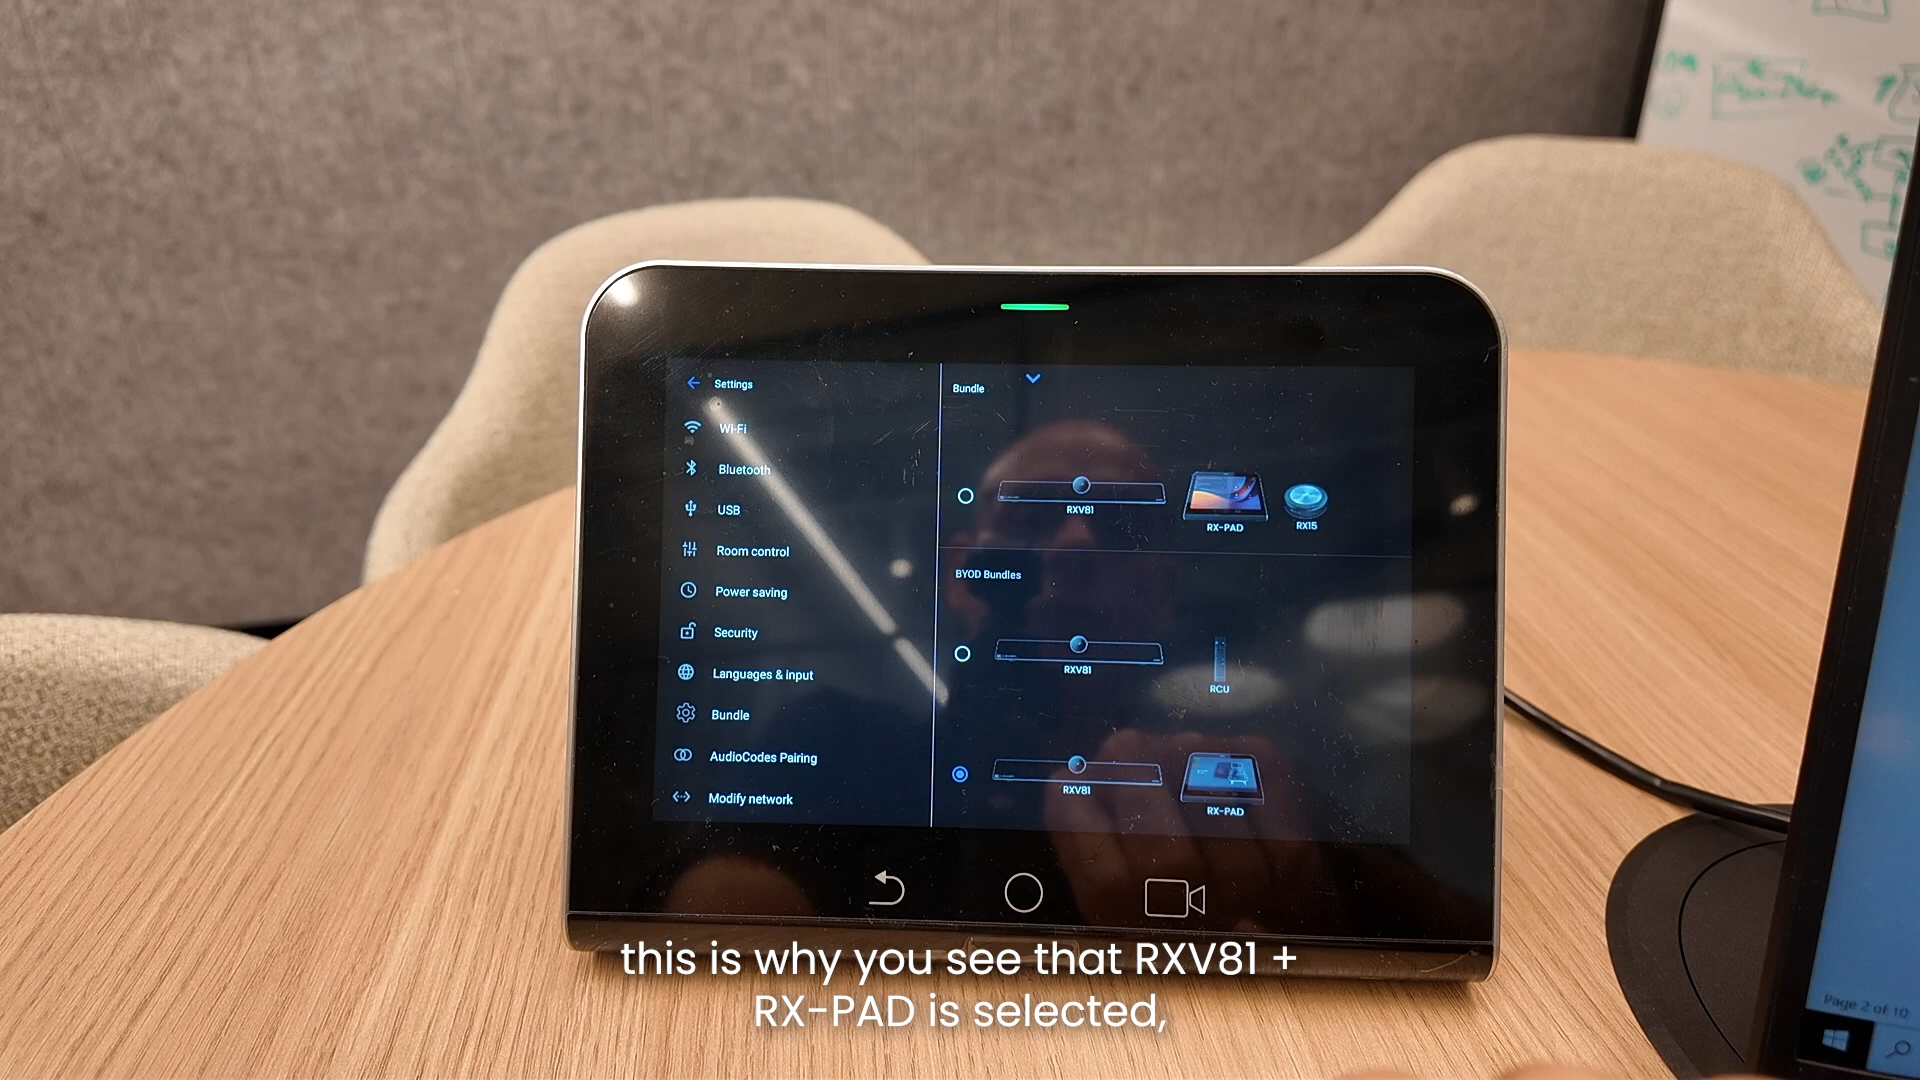 Settings
Wi-Fi
Bluetooth
USB
Room control
Power saving
Security
Languages & input
Bundle
AudioCodes Pairing
Modify network
Bundle
RXV81
RX-PAD
RX15
BYOD Bundles
RXV81
RCU
RXV81
RX-PAD
Page 2 of 10
this is why you see that RXV81 +
RX-PAD is selected,